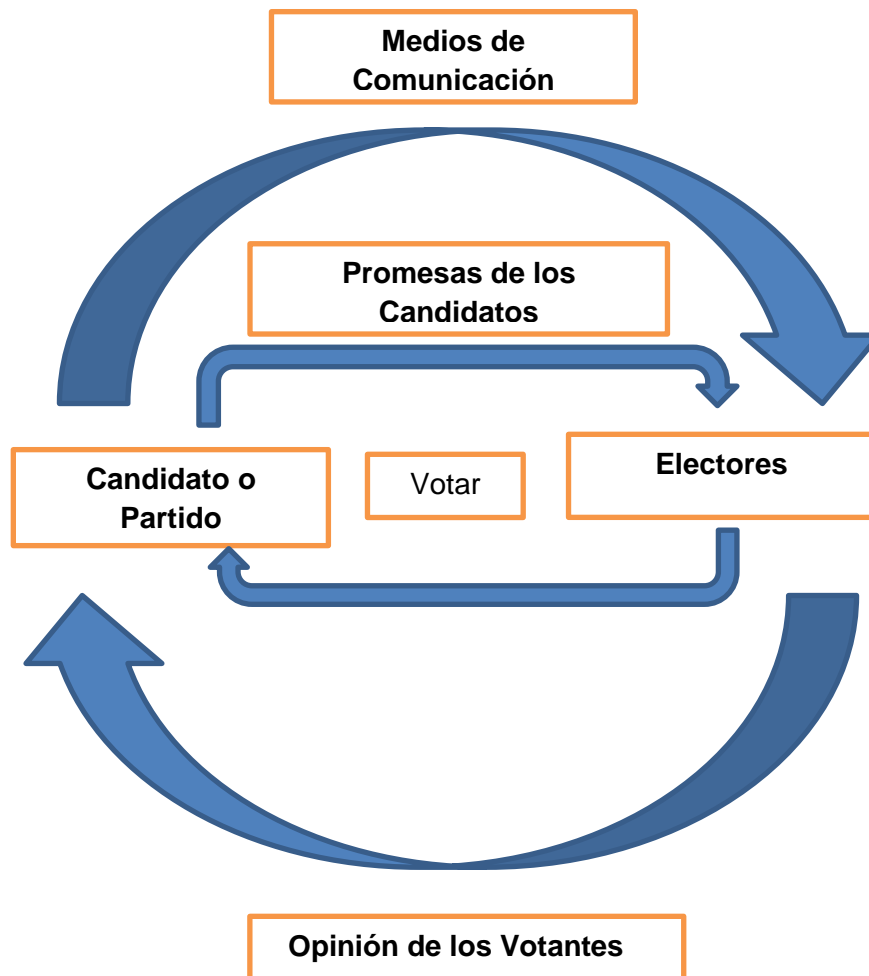 Medios de
Comunicación
Promesas de los
Candidatos
Candidato o
Partido
Votar
Electores
Opinión de los Votantes